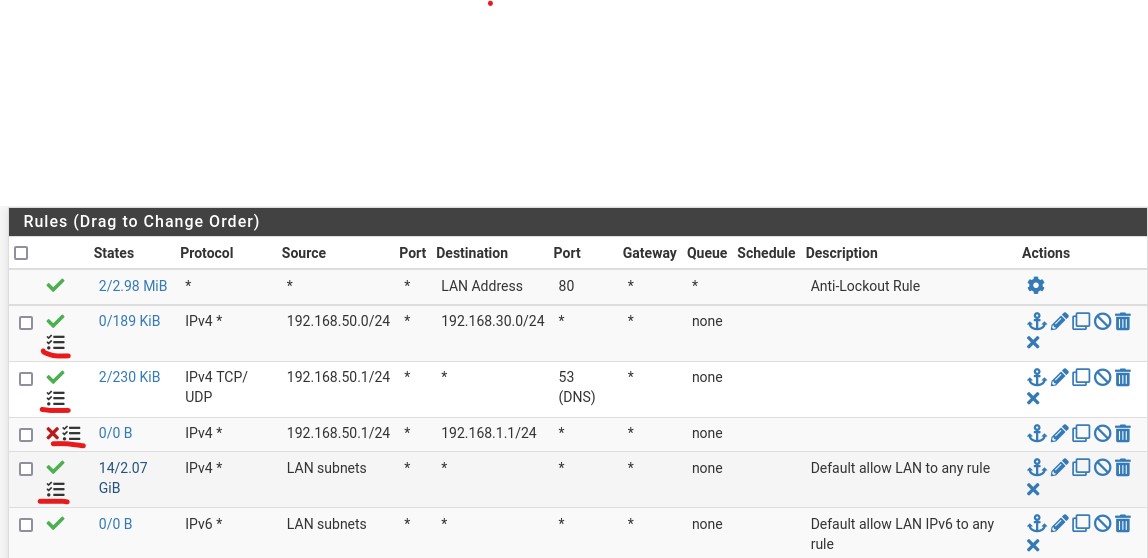 Rules (Drag to Change Order)
States Protocol Source Port Destination Port Gateway Queue Schedule Description Actions
2/2.98 MiB * * * LAN Address 80 * * Anti-Lockout Rule
0/189 KiB IPv4 * 192.168.50.0/24 * 192.168.30.0/24 * * none
2/230 KiB IPv4 TCP/ 192.168.50.1/24 * * 53 * none
UDP (DNS)
0/0 B IPv4 * 192.168.50.1/24 * 192.168.1.1/24 * * none
14/2.07 IPv4 * LAN subnets * * * * none Default allow LAN to any rule
GiB
0/0 B IPv6 * LAN subnets * * * * none Default allow LAN IPv6 to any
rule